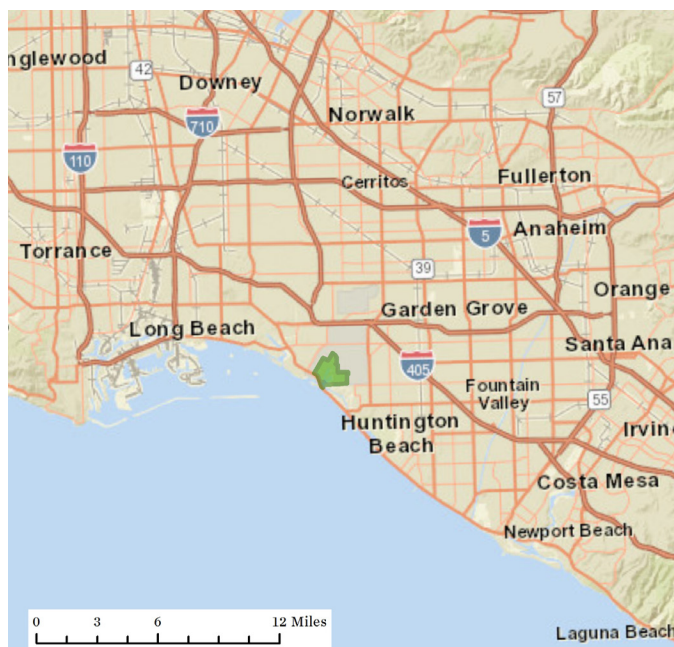 nglewood
42
Downey
57
710
Norwalk
110
Cerritos
Fullerton
Anaheim
5
Torrance
39
Orange
Garden Grove
Long Beach
Santa Ana
405
Fountain
Valley
55
Huntington
Beach
Irvine
Costa Mesa
Newport Beach
0 3 6 12 Miles
Laguna Beach